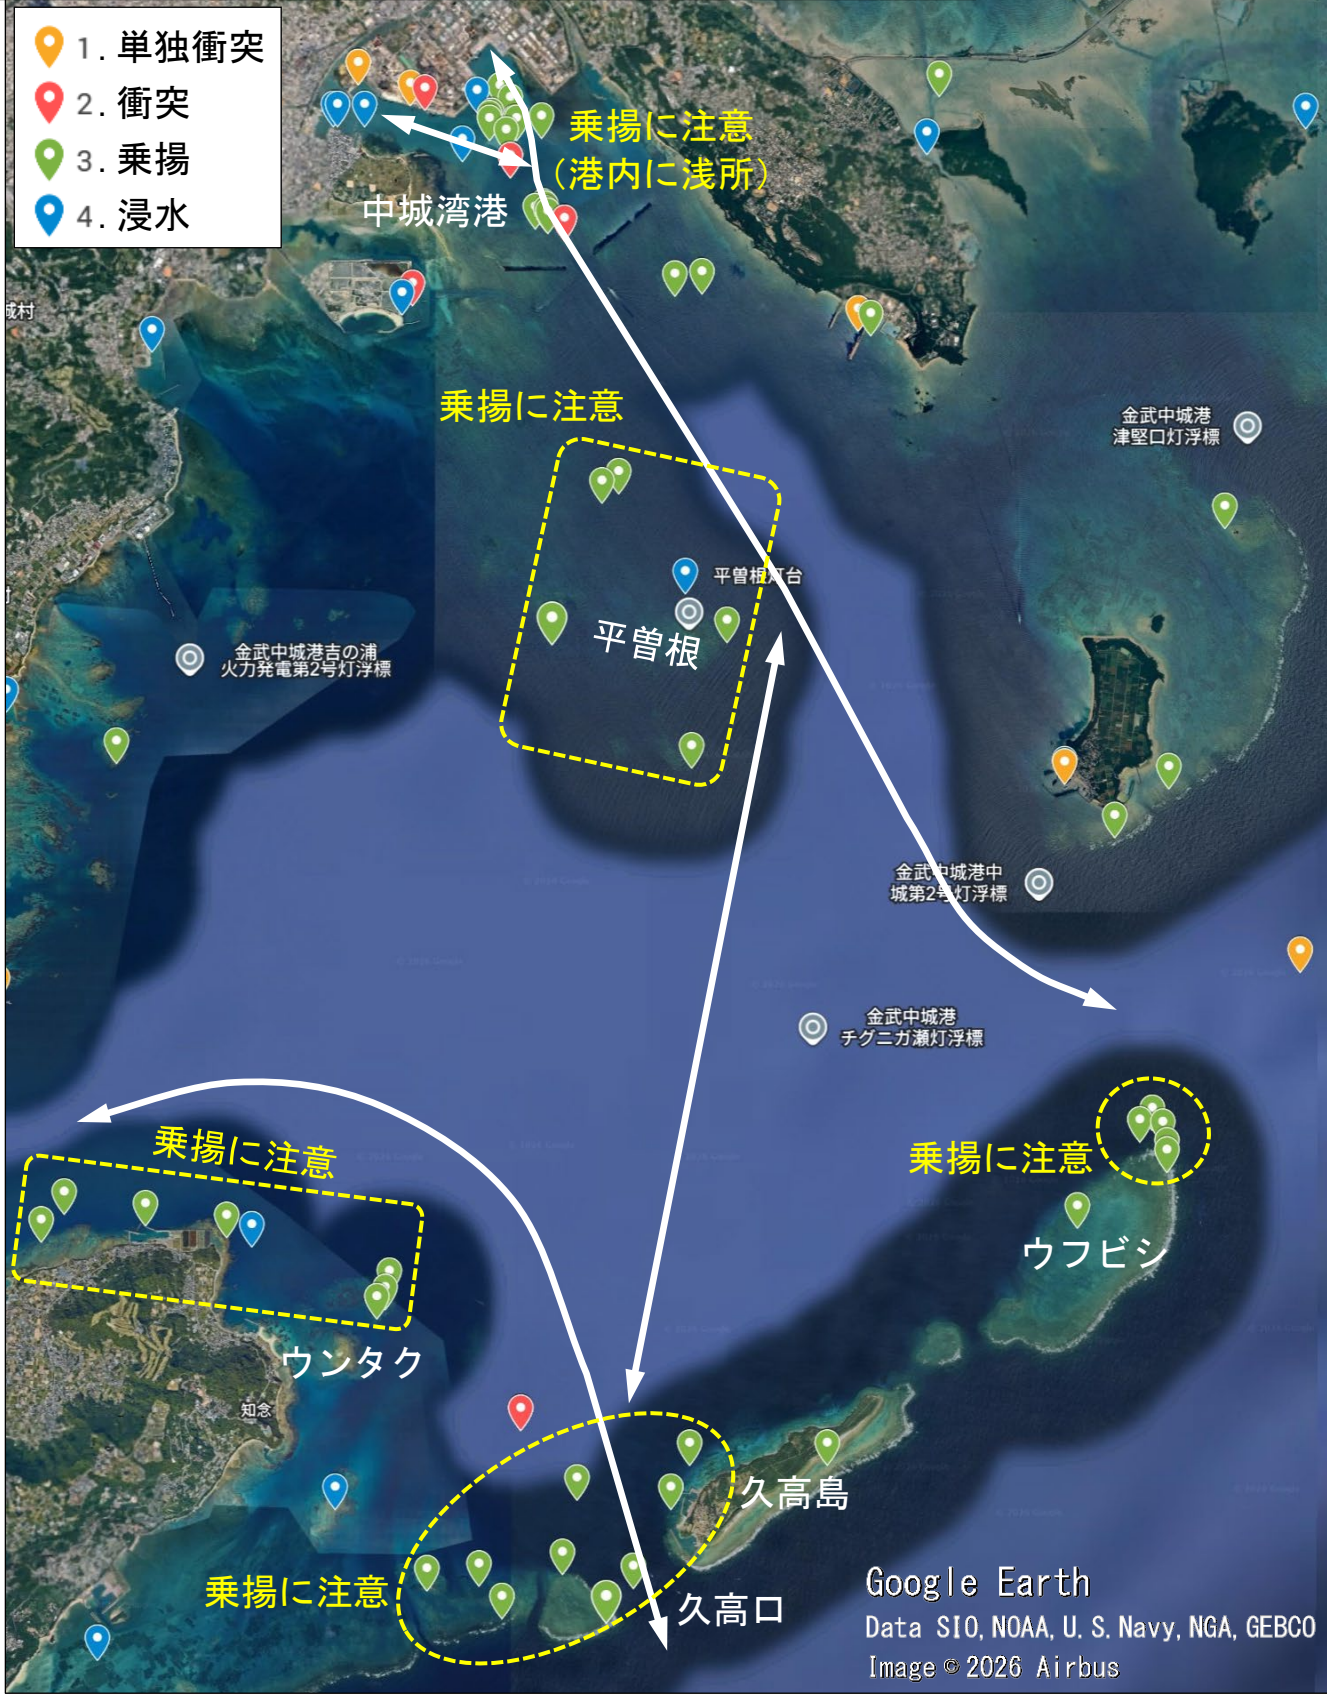 1. 単独衝突
2. 衝突
3. 乗揚
4. 浸水
乗揚に注意
(港内に浅所)
中城湾港
城村
乗揚に注意
金武中城港
津堅口灯浮標
平曽根灯台
平曽根
金武中城港吉の浦
火力発電第2号灯浮標
金武中城港中
城第2号灯浮標
金武中城港
チグニガ瀬灯浮標
乗揚に注意
乗揚に注意
ウフビシ
ウンタク
知念
久高島
乗揚に注意
久高口
Google Earth
Data SIO, NOAA, U.S. Navy, NGA, GEBCO
Image © 2026 Airbus